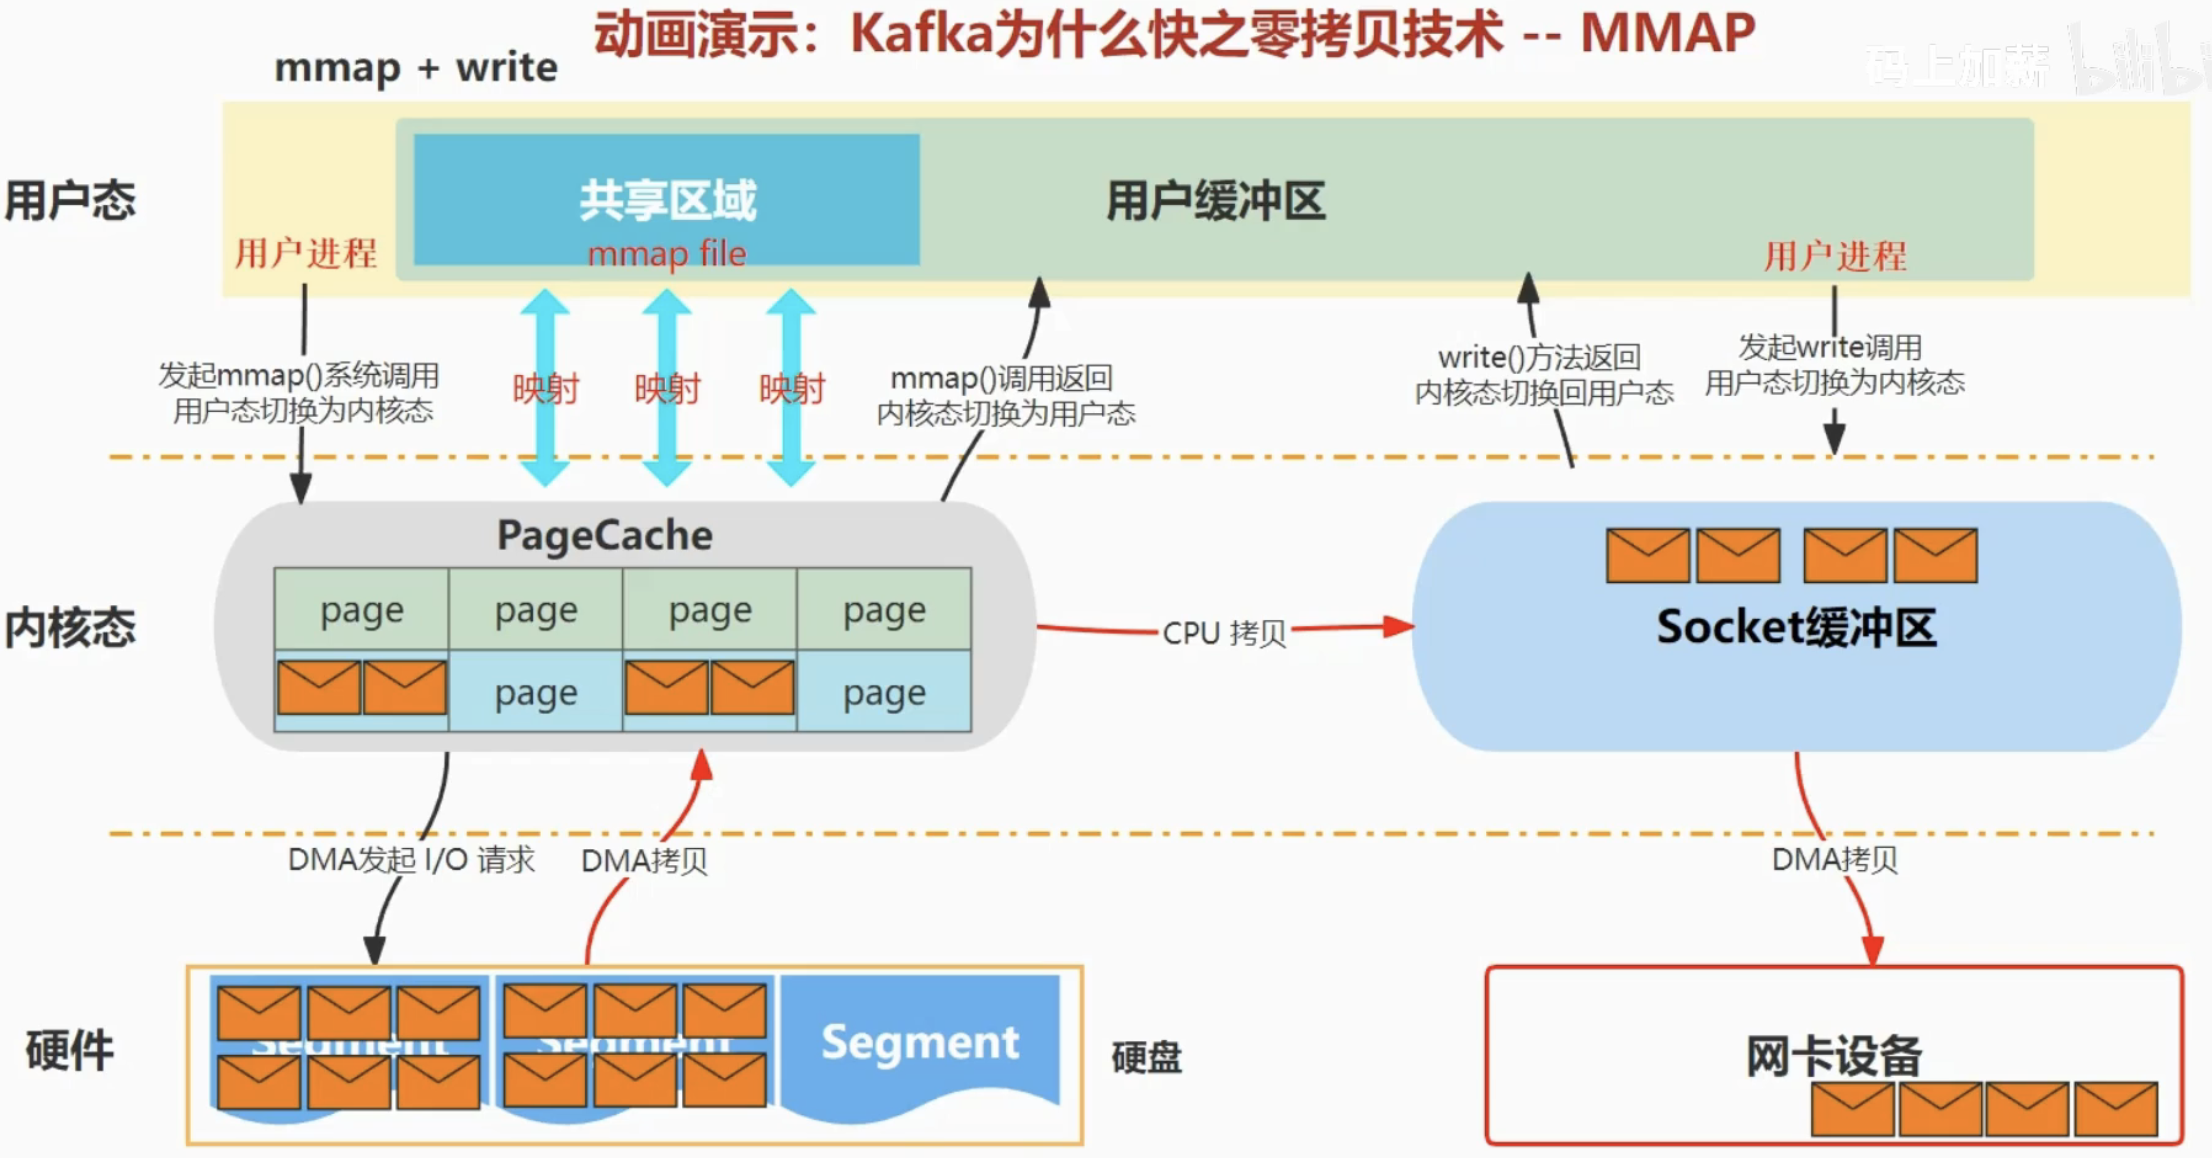 动画演示：Kafka为什么快之零拷贝技术 -- MMAP
码上加薪
mmap + write
用户态
共享区域
mmap file
用户缓冲区
用户进程
用户进程
发起mmap()系统调用
用户态切换为内核态
映射
映射
映射
mmap()调用返回
内核态切换为用户态
write()方法返回
内核态切换回用户态
发起write调用
用户态切换为内核态
内核态
PageCache
page
page
page
page
page
page
CPU 拷贝
Socket缓冲区
DMA发起 I/O 请求
DMA拷贝
DMA拷贝
硬件
Segment
Segment
Segment
硬盘
网卡设备